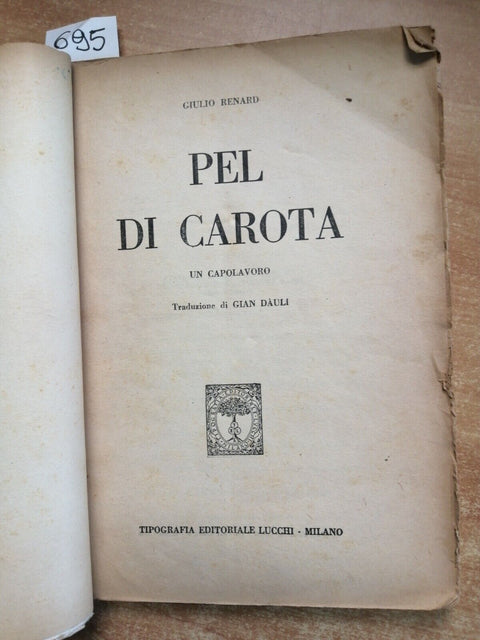 695
GIULIO RENARD
PEL
DI CAROTA
UN CAPOLAVORO
Traduzione di GIAN DÀULI
TIPOGRAFIA EDITORIALE LUCCHI - MILANO